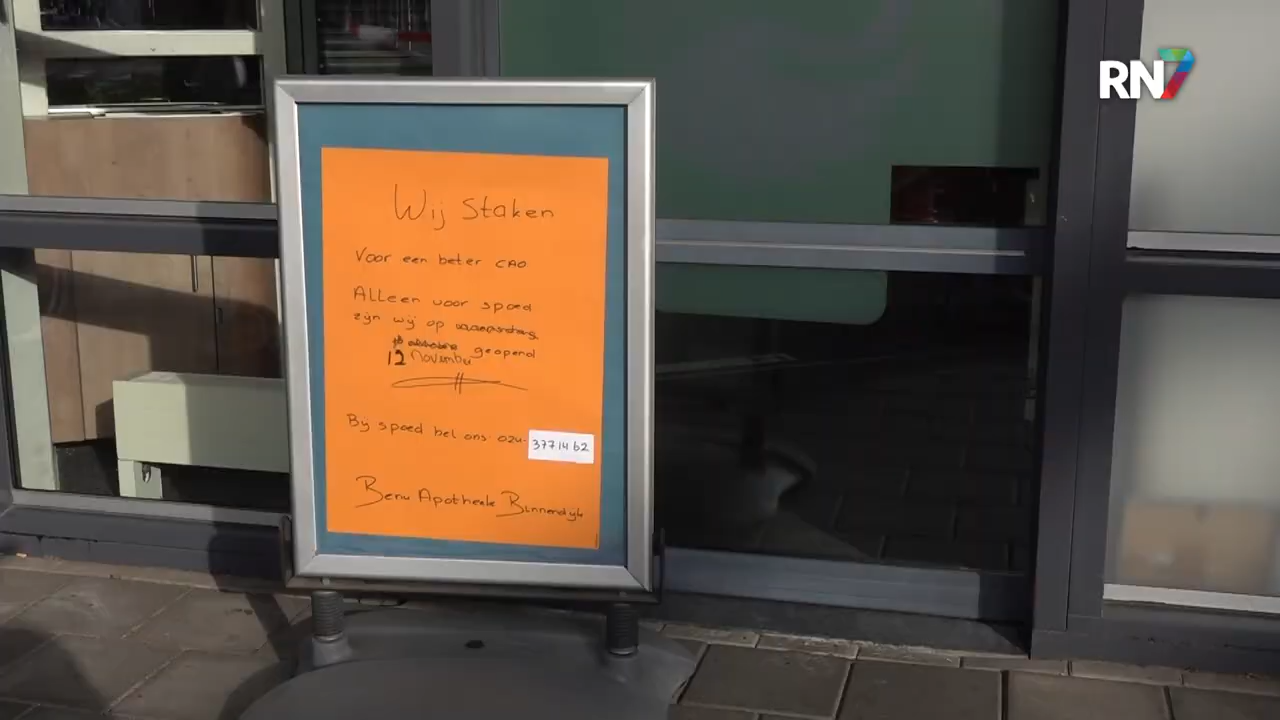 RN7
Wij staken
Voor een beter CAO
Alleen voor spoed
zijn wij op
geopend
12 November
Bij spoed bel ons: 024-
377 14 62
Benu Apotheek Binnendijk